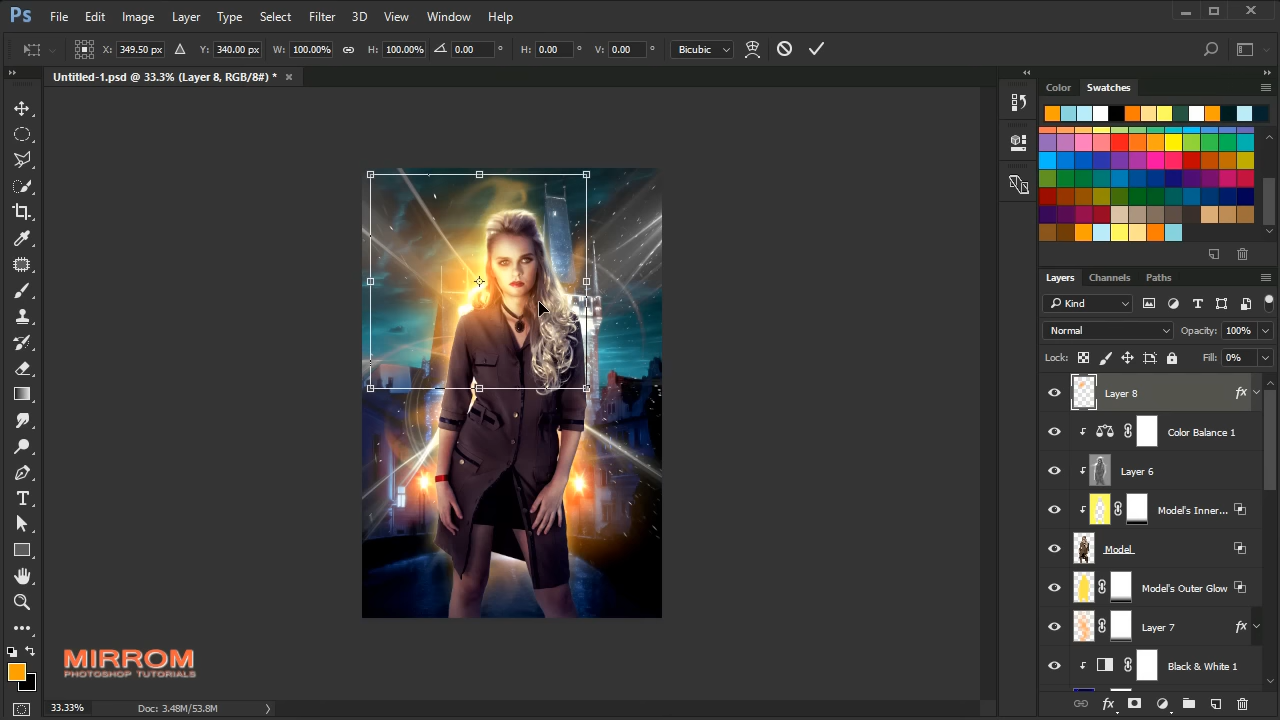 Ps File Edit Image Layer Type Select Filter 3D View Window Help
X: 349.50 px Y: 340.00 px W: 100.00% H: 100.00% 0.00 ° H: 0.00 ° V: 0.00 ° Bicubic
Untitled-1.psd @ 33.3% (Layer 8, RGB/8#) * ×
Color Swatches
Layers Channels Paths
Kind
Normal Opacity: 100%
Lock: Fill: 0%
Layer 8 fx
Color Balance 1
Layer 6
Model's Inner...
Model
Model's Outer Glow
Layer 7 fx
Black & White 1
MIRROM
PHOTOSHOP TUTORIALS
33.33% Doc: 3.48M/53.8M
fx